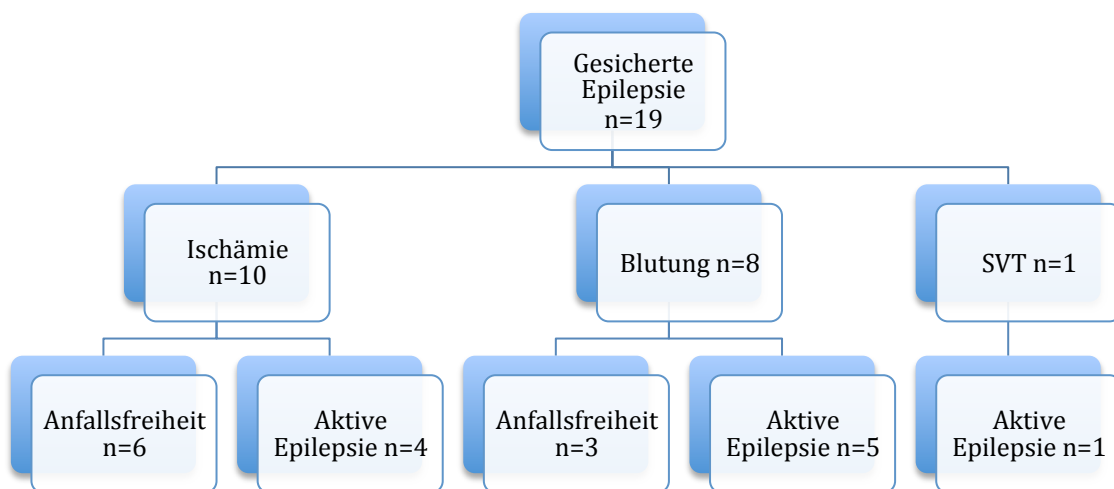 Gesicherte
Epilepsie
n=19
Ischämie
n=10
Blutung n=8
SVT n=1
Anfallsfreiheit
n=6
Aktive
Epilepsie n=4
Anfallsfreiheit
n=3
Aktive
Epilepsie n=5
Aktive
Epilepsie n=1